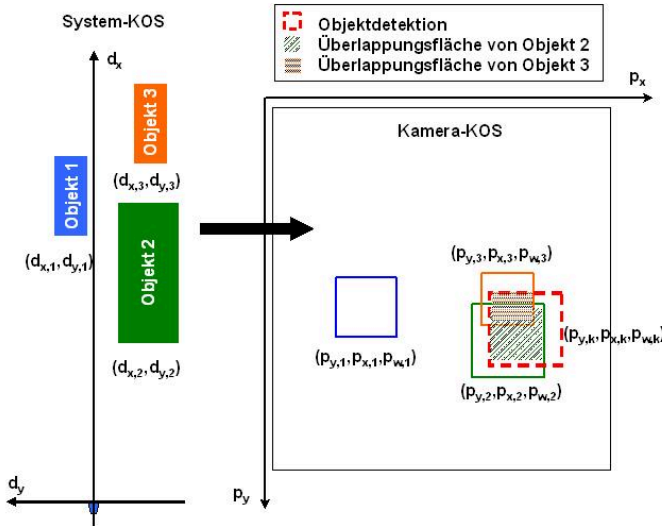 System-KOS
d_x
Objektdetektion
Überlappungsfläche von Objekt 2
Überlappungsfläche von Objekt 3
p_x
Kamera-KOS
Objekt 3
Objekt 1
(d_x,3,d_y,3)
Objekt 2
(d_x,1,d_y,1)
(p_y,3,p_x,3,p_w,3)
(p_y,k,p_x,k,p_w,k)
(p_y,1,p_x,1,p_w,1)
(d_x,2,d_y,2)
(p_y,2,p_x,2,p_w,2)
d_y
p_y